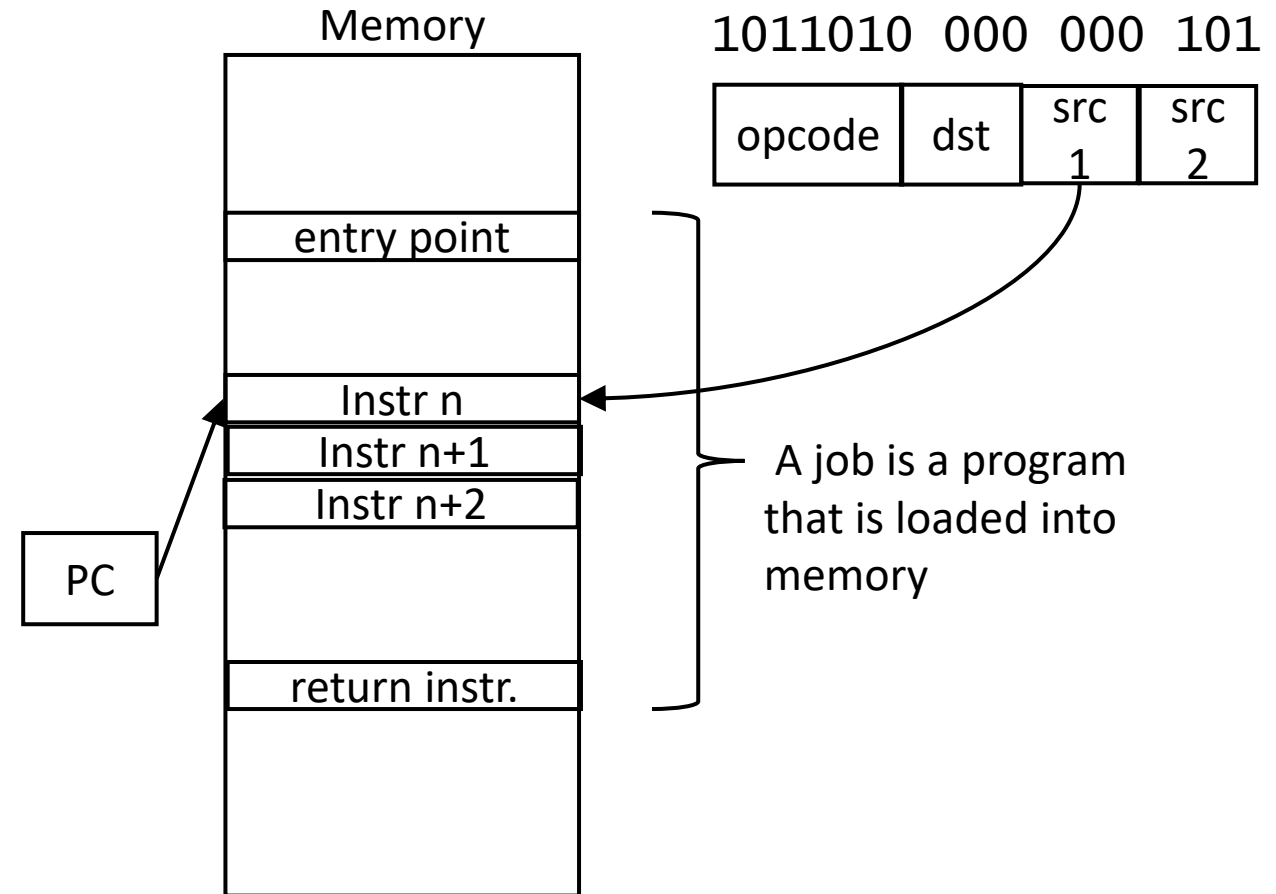 Memory
1011010 000 000 101
opcode
dst
src
1
src
2
entry point
Instr n
Instr n+1
Instr n+2
PC
A job is a program
that is loaded into
memory
return instr.